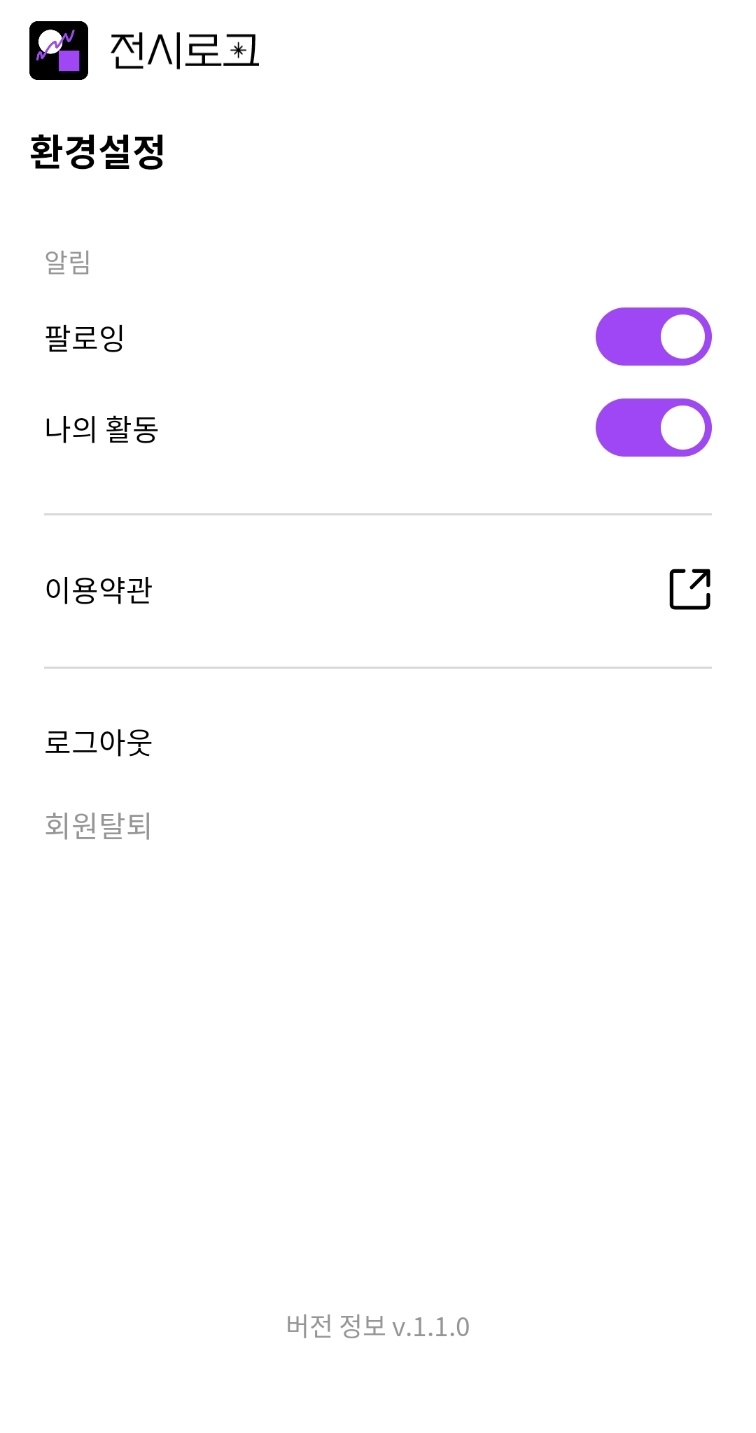 전시로그
환경설정
알림
팔로잉
나의 활동
이용약관
로그아웃
회원탈퇴
버전 정보 v.1.1.0